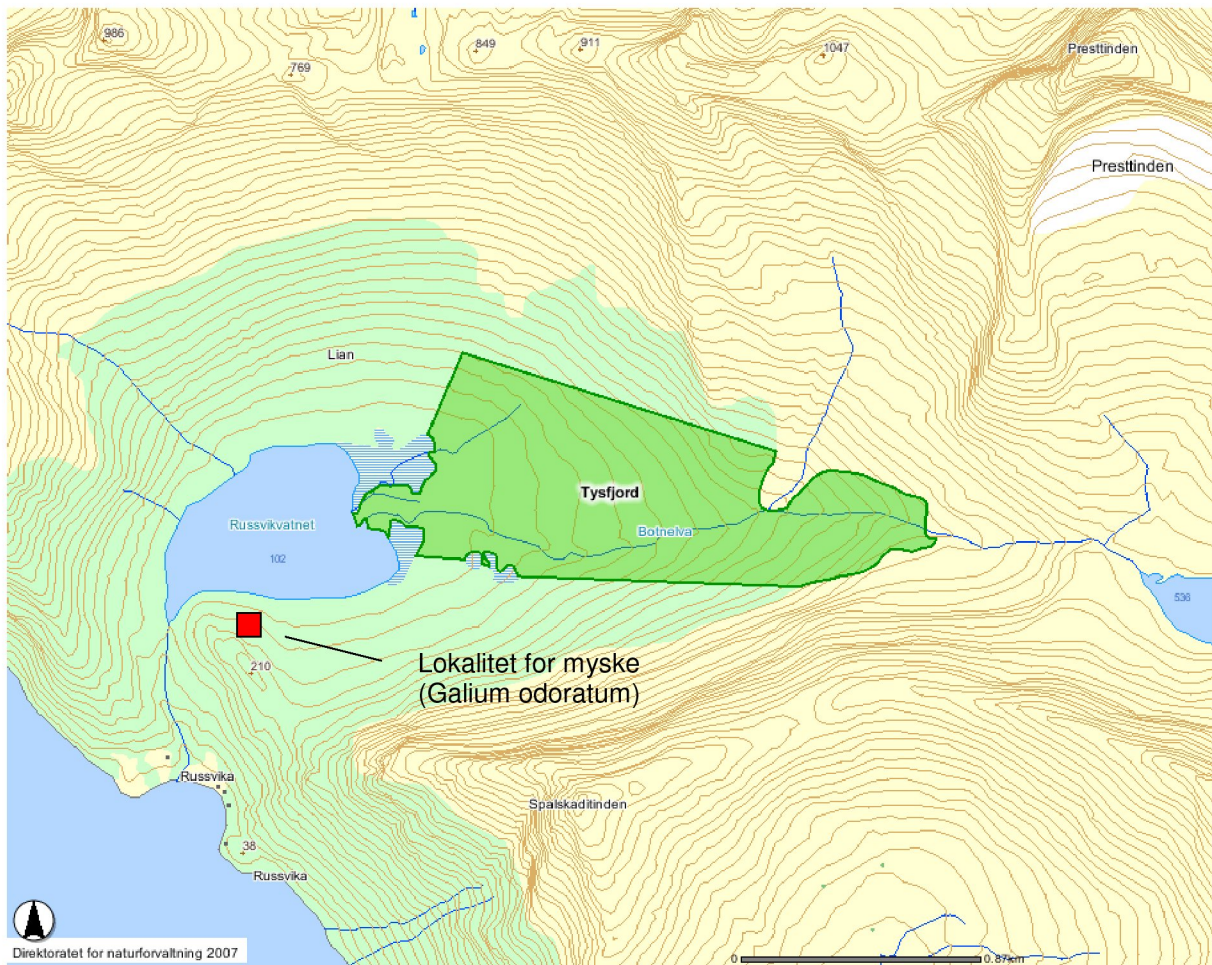 986
849
911
1047
Presttinden
769
Presttinden
Lian
Tysfjord
Russvikvatnet
Botnelva
102
536
Lokalitet for myske
(Galium odoratum)
210
Russvika
Spalskaditinden
38
Russvika
Direktoratet for naturforvaltning 2007
0
0.87km